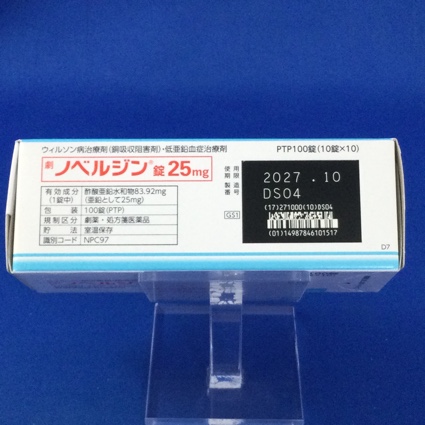 ウィルソン病治療剤(銅吸収阻害剤)・低亜鉛血症治療剤 PTP100錠(10錠×10)
劇 ノベルジン®錠25mg
有効成分(1錠中) 酢酸亜鉛水和物83.92mg(亜鉛として25mg)
包装 100錠(PTP)
規制区分 劇薬・処方箋医薬品
貯法 室温保存
識別コード NPC97
使用期限 2027.10
製造番号 DS04
(17)271000(10)DS04
(01)14987846101517
GS1
D7